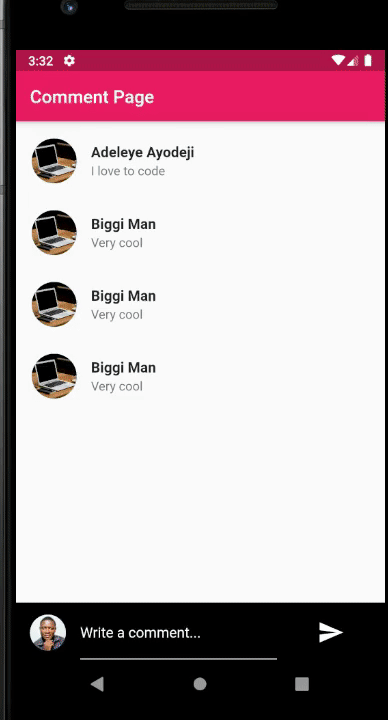 3:32
Comment Page
Adeleye Ayodeji
I love to code
Biggi Man
Very cool
Biggi Man
Very cool
Biggi Man
Very cool
Write a comment...